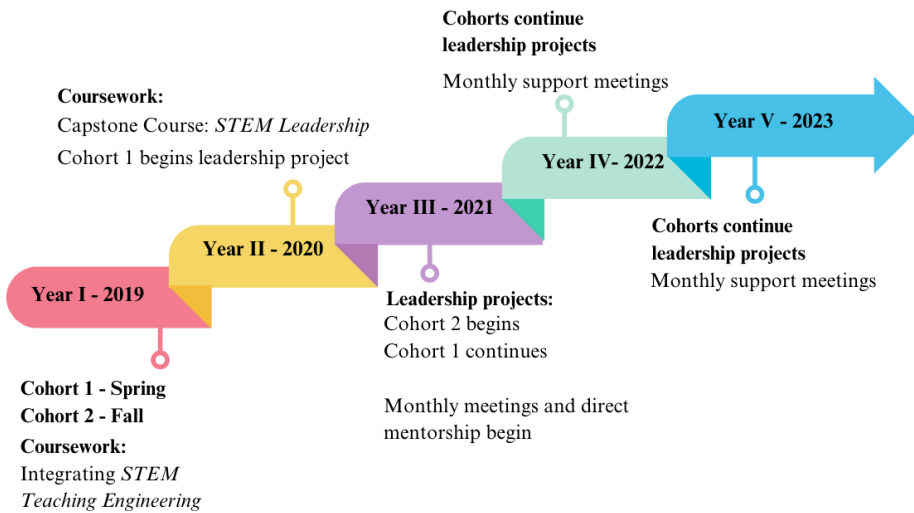 Year I - 2019
Cohort 1 - Spring
Cohort 2 - Fall
Coursework:
Integrating STEM
Teaching Engineering
Coursework:
Capstone Course: STEM Leadership
Cohort 1 begins leadership project
Year II - 2020
Year III - 2021
Leadership projects:
Cohort 2 begins
Cohort 1 continues
Monthly meetings and direct
mentorship begin
Cohorts continue
leadership projects
Monthly support meetings
Year IV- 2022
Year V - 2023
Cohorts continue
leadership projects
Monthly support meetings